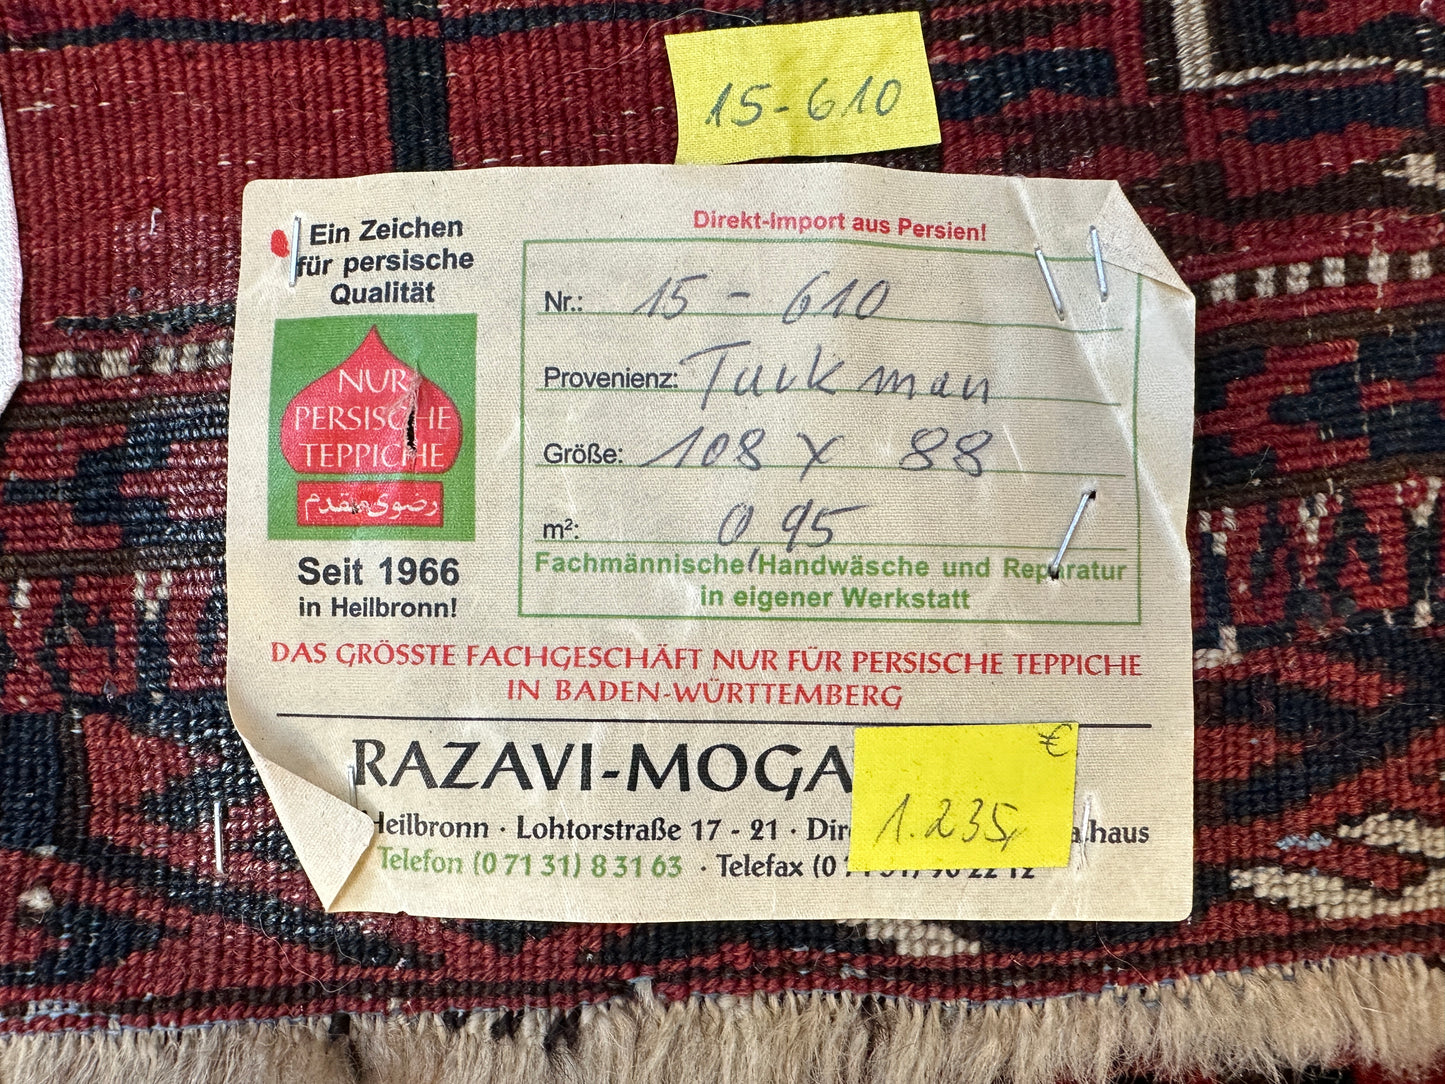 15-610
Ein Zeichen
für persische
Qualität
NUR
PERSISCHE
TEPPICHE
رضوی مقدم
Seit 1966
in Heilbronn!
Direkt-Import aus Persien!
Nr.: 15 - 610
Provenienz: Turkman
Größe: 108 x 88
m²: 0,95
Fachmännische Handwäsche und Reparatur
in eigener Werkstatt
DAS GRÖSSTE FACHGESCHÄFT NUR FÜR PERSISCHE TEPPICHE
IN BADEN-WÜRTTEMBERG
RAZAVI-MOGA
€
1.235,
Heilbronn · Lohtorstraße 17 - 21 ·
Telefon (0 71 31) 8 31 63 · Telefax